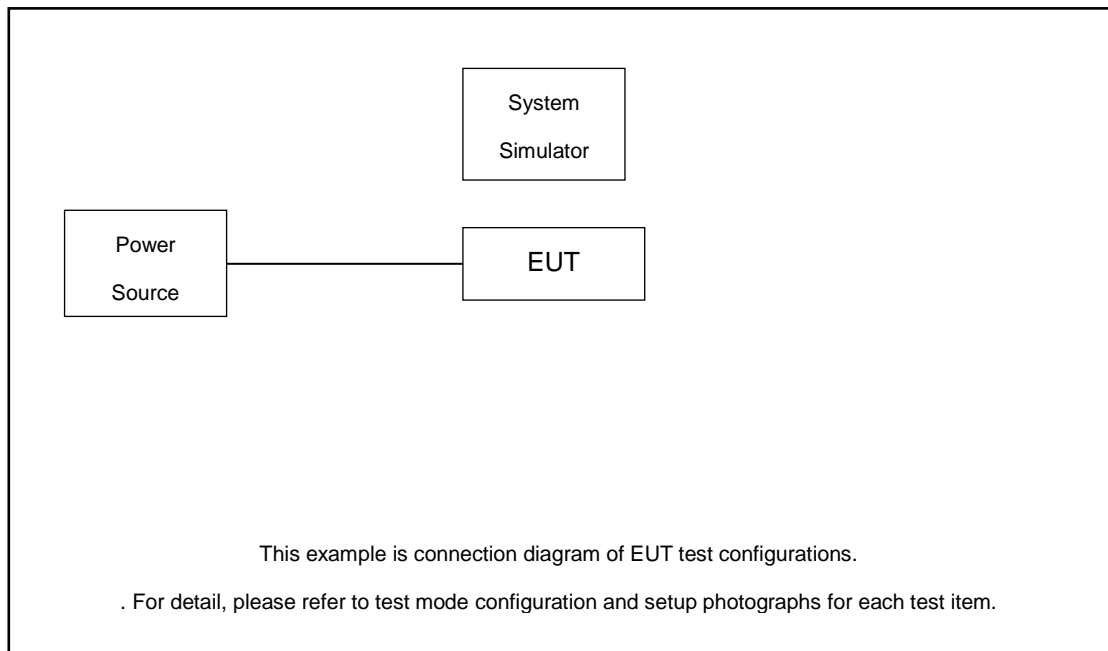 System
Simulator
Power
Source
EUT
This example is connection diagram of EUT test configurations.
. For detail, please refer to test mode configuration and setup photographs for each test item.